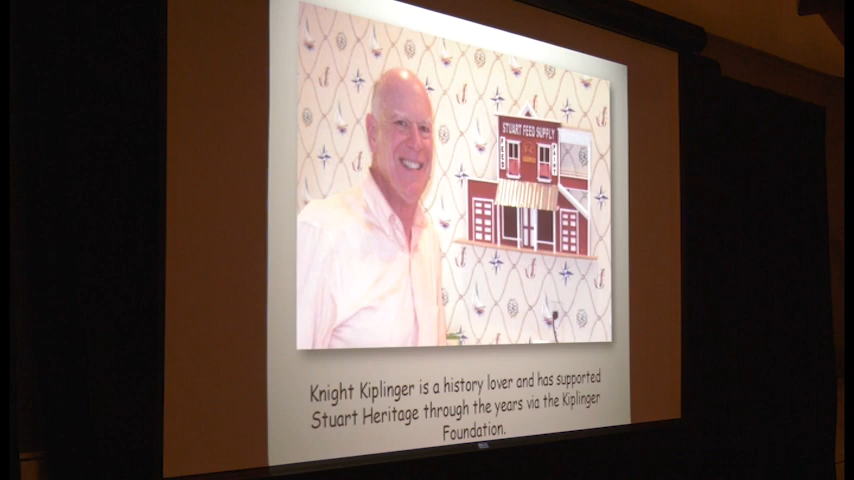 STUART FEED SUPPLY
FEED
Knight Kiplinger is a history lover and has supported
Stuart Heritage through the years via the Kiplinger
Foundation.